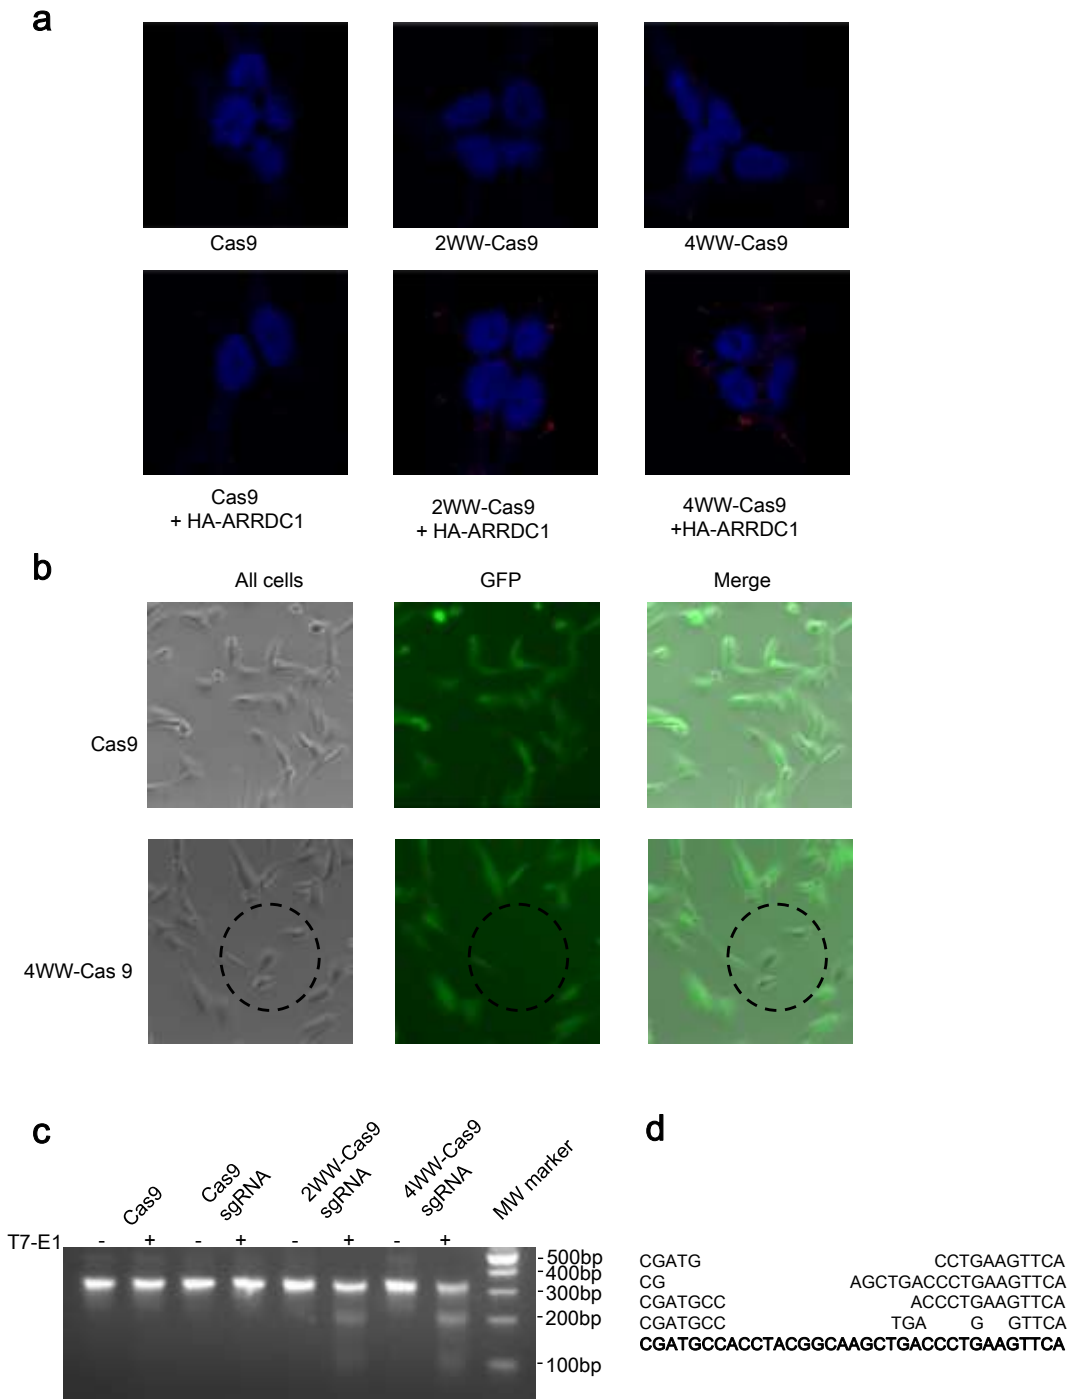 a
Cas9
2WW-Cas9
4WW-Cas9
Cas9
+ HA-ARRDC1
2WW-Cas9
+ HA-ARRDC1
4WW-Cas9
+HA-ARRDC1
b
All cells
GFP
Merge
Cas9
4WW-Cas 9
c
Cas9
Cas9
sgRNA
2WW-Cas9
sgRNA
4WW-Cas9
sgRNA
MW marker
T7-E1 - + - + - + - +
-500bp
-400bp
-300bp
-200bp
-100bp
d
CGATG CCTGAAGTTCA
CG AGCTGACCCTGAAGTTCA
CGATGCC ACCCTGAAGTTCA
CGATGCC TGA G GTTCA
CGATGCCACCTACGGCAAGCTGACCCTGAAGTTCA